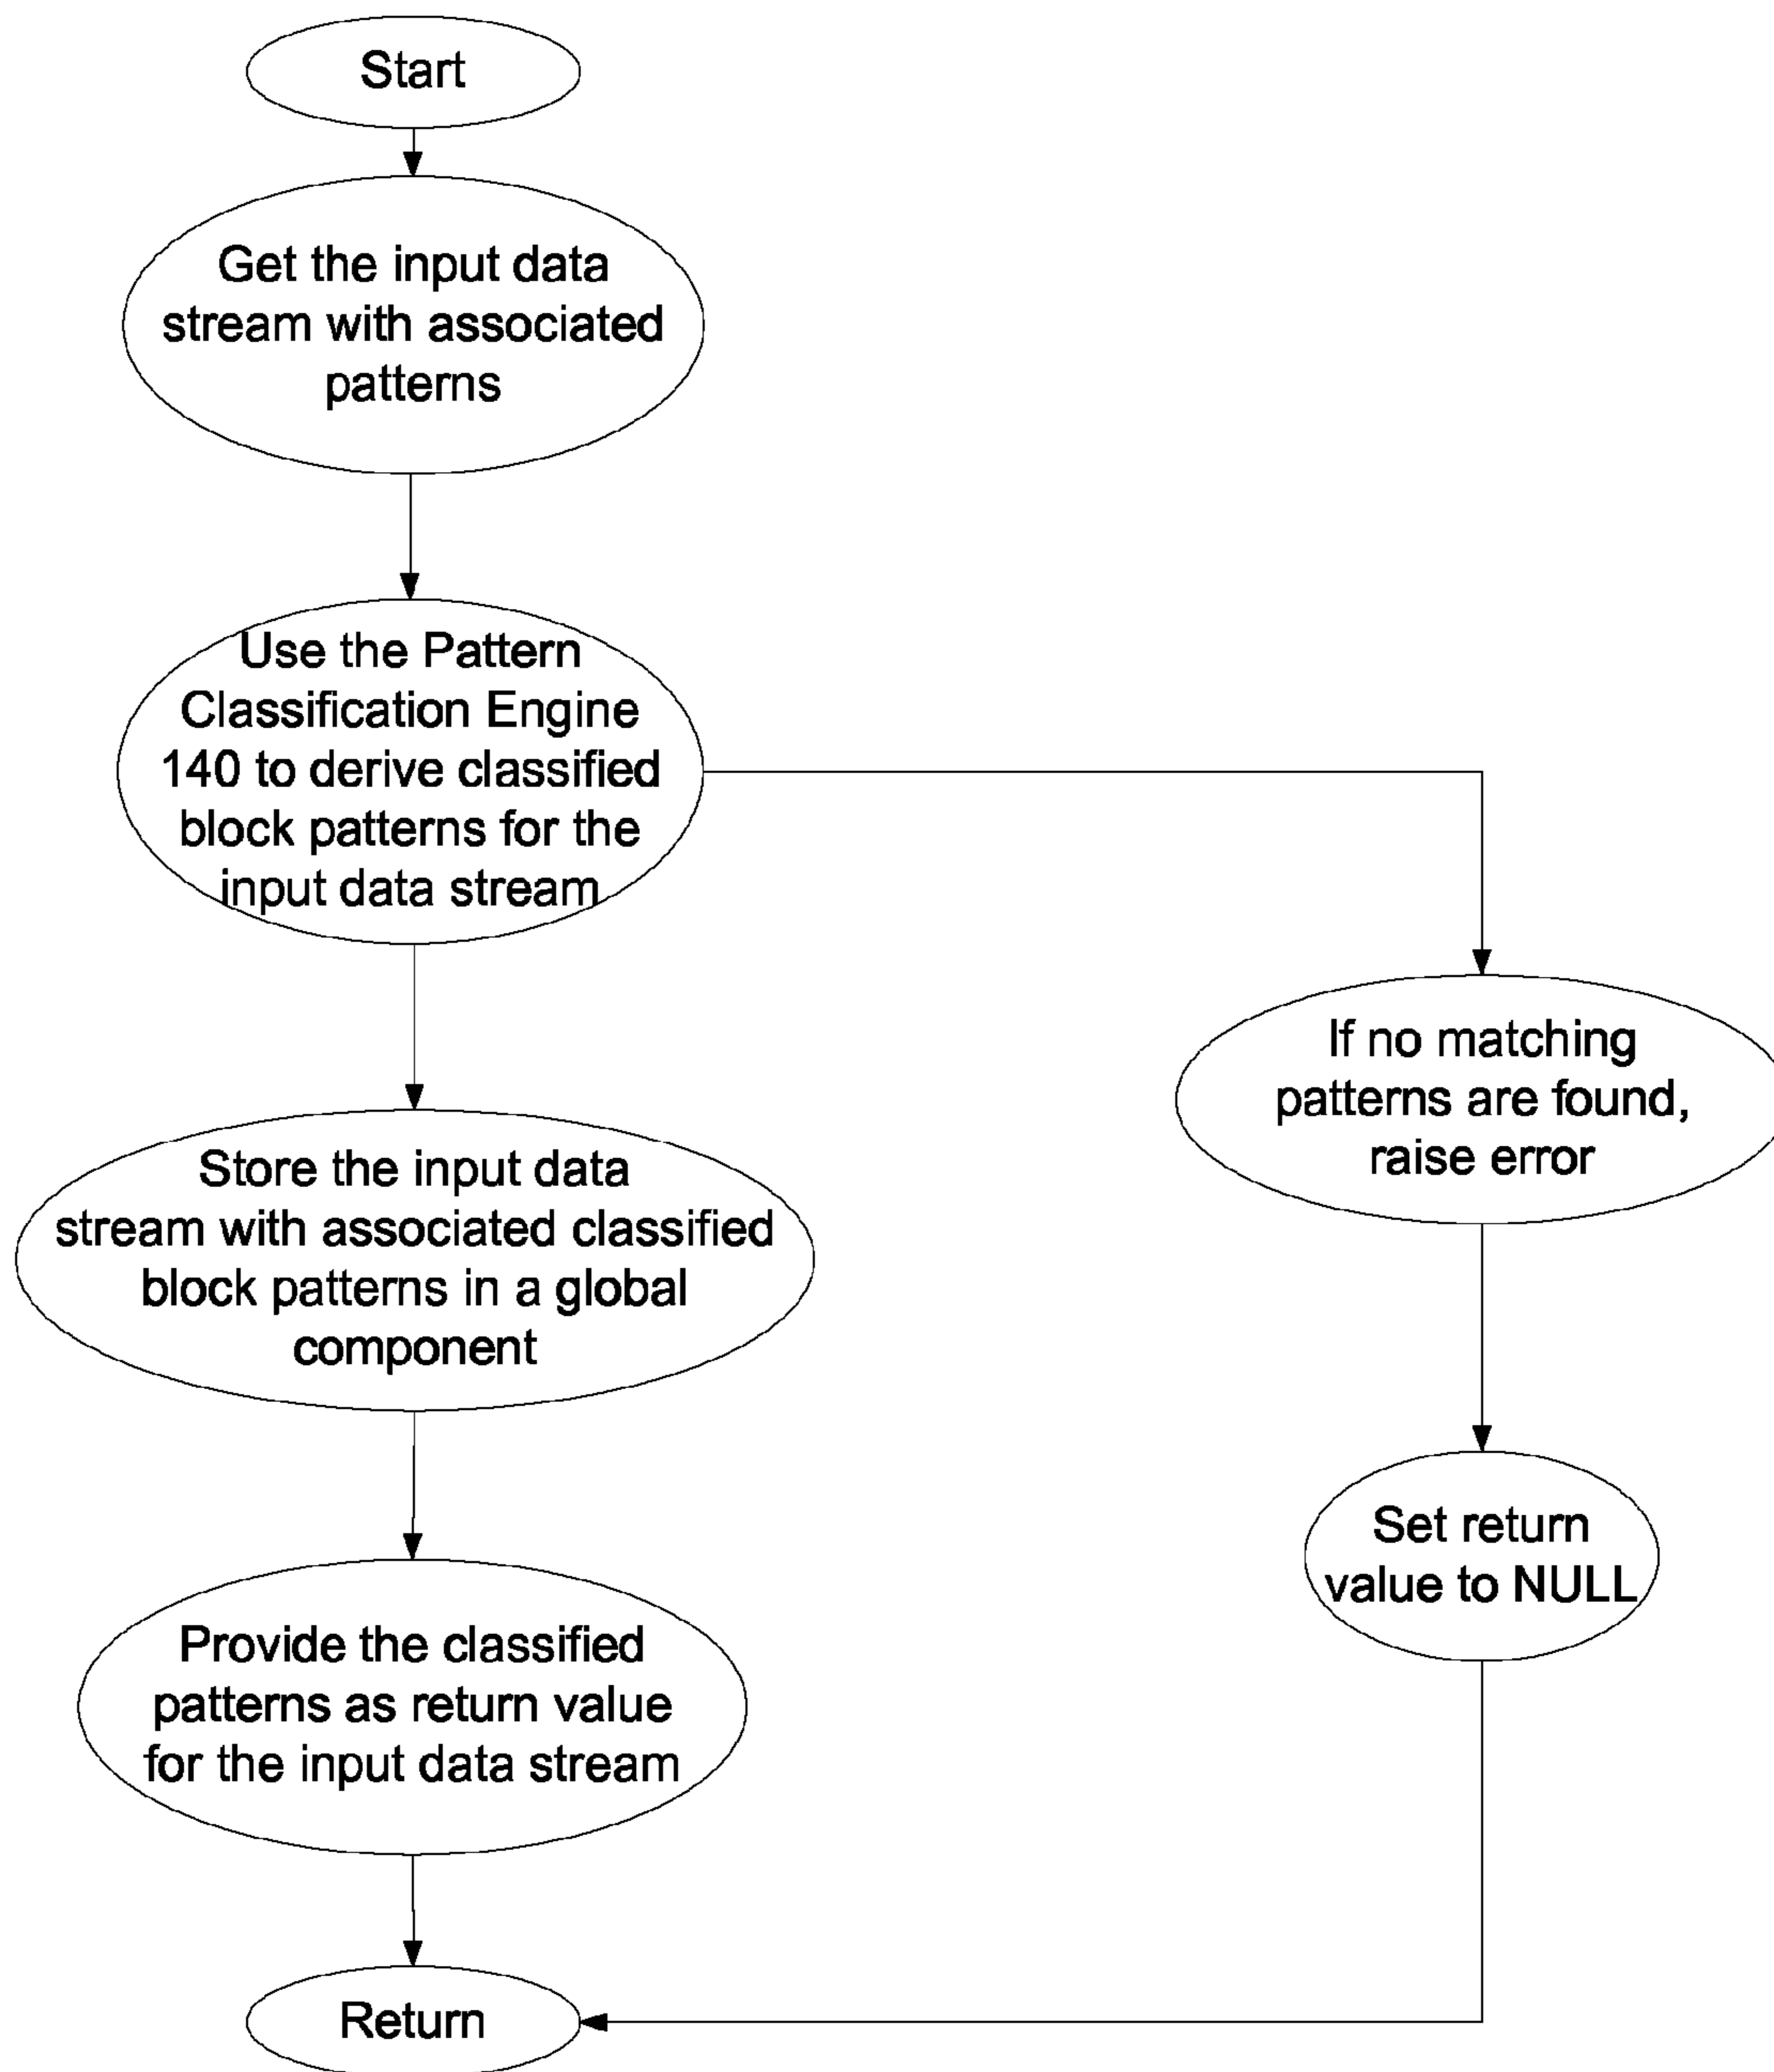 Start
Get the input data
stream with associated
patterns
Use the Pattern
Classification Engine
140 to derive classified
block patterns for the
input data stream
If no matching
patterns are found,
raise error
Store the input data
stream with associated classified
block patterns in a global
component
Set return
value to NULL
Provide the classified
patterns as return value
for the input data stream
Return